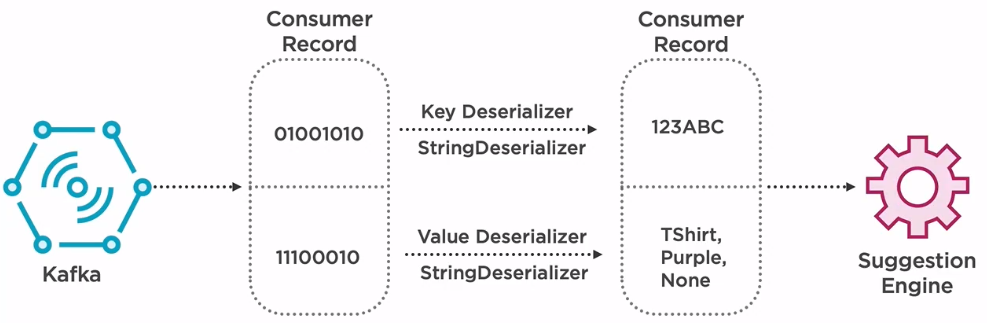 Consumer
Record
Consumer
Record
Key Deserializer
01001010
123ABC
StringDeserializer
TShirt,
Value Deserializer
11100010
Purple,
StringDeserializer
None
Kafka
Suggestion
Engine